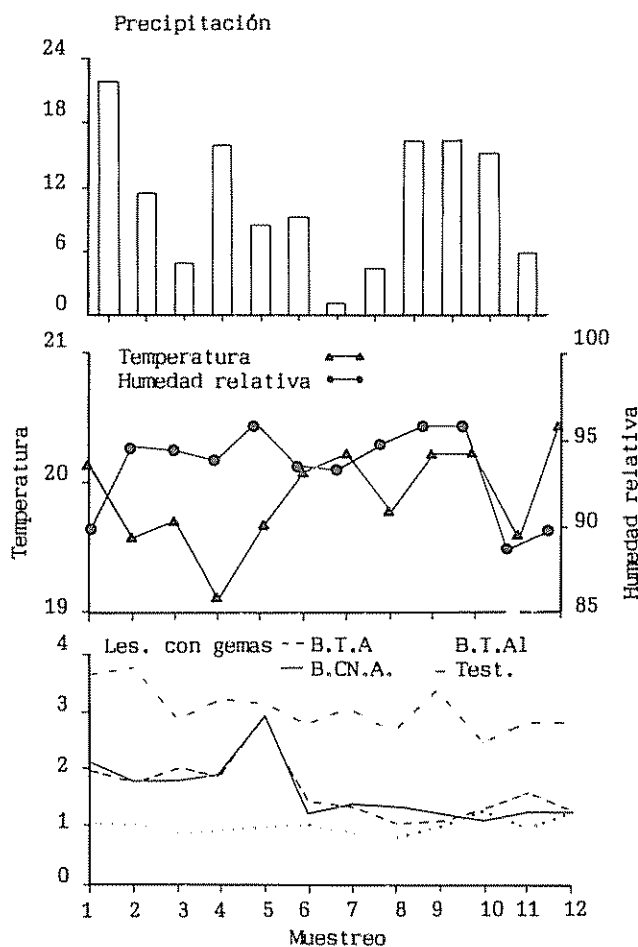 Precipitación
24
18
12
6
0
21
20
19
Temperatura
Temperatura
Humedad relativa
100
95
90
85
Humedad relativa
Les. con gemas B.T.A B.T.Al
B.CN.A. Test.
4
3
2
1
0
1 2 3 4 5 6 7 8 9 10 11 12
Muestreo